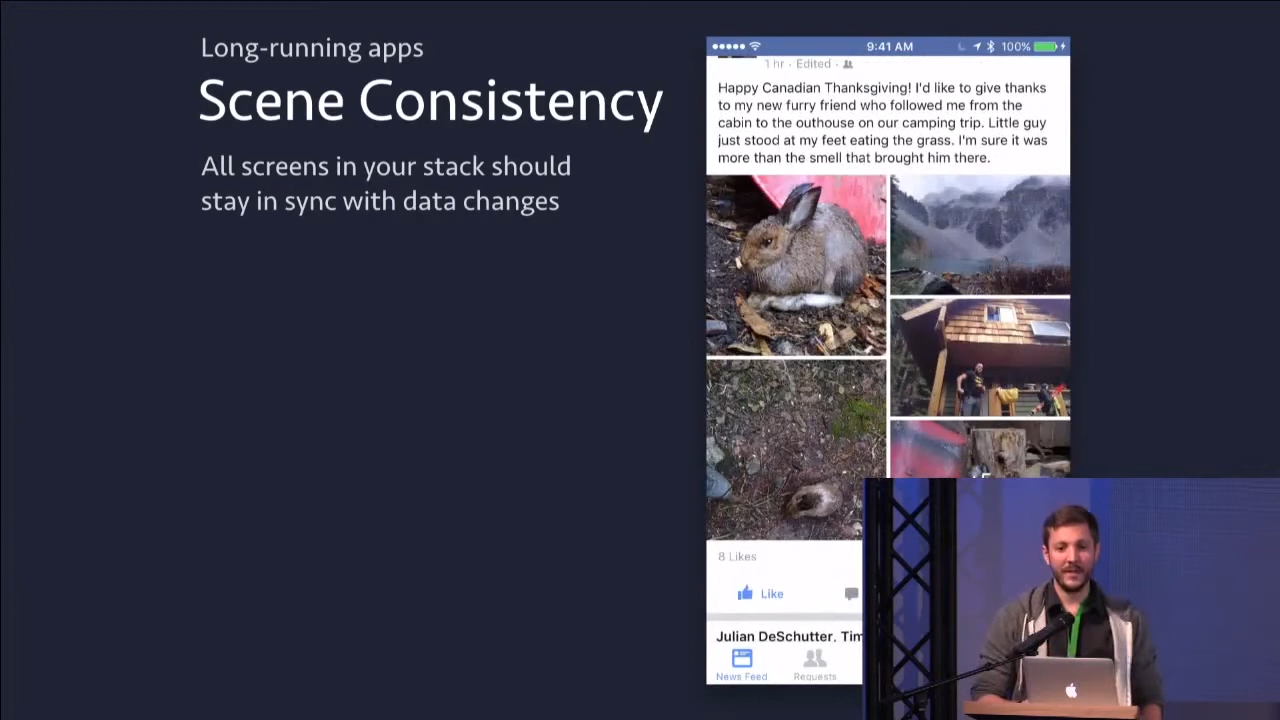 Long-running apps
Scene Consistency
All screens in your stack should
stay in sync with data changes
9:41 AM
100%
1 hr · Edited ·
Happy Canadian Thanksgiving! I'd like to give thanks
to my new furry friend who followed me from the
cabin to the outhouse on our camping trip. Little guy
just stood at my feet eating the grass. I'm sure it was
more than the smell that brought him there.
8 Likes
Like
Julian DeSchutter, Tim
News Feed
Requests